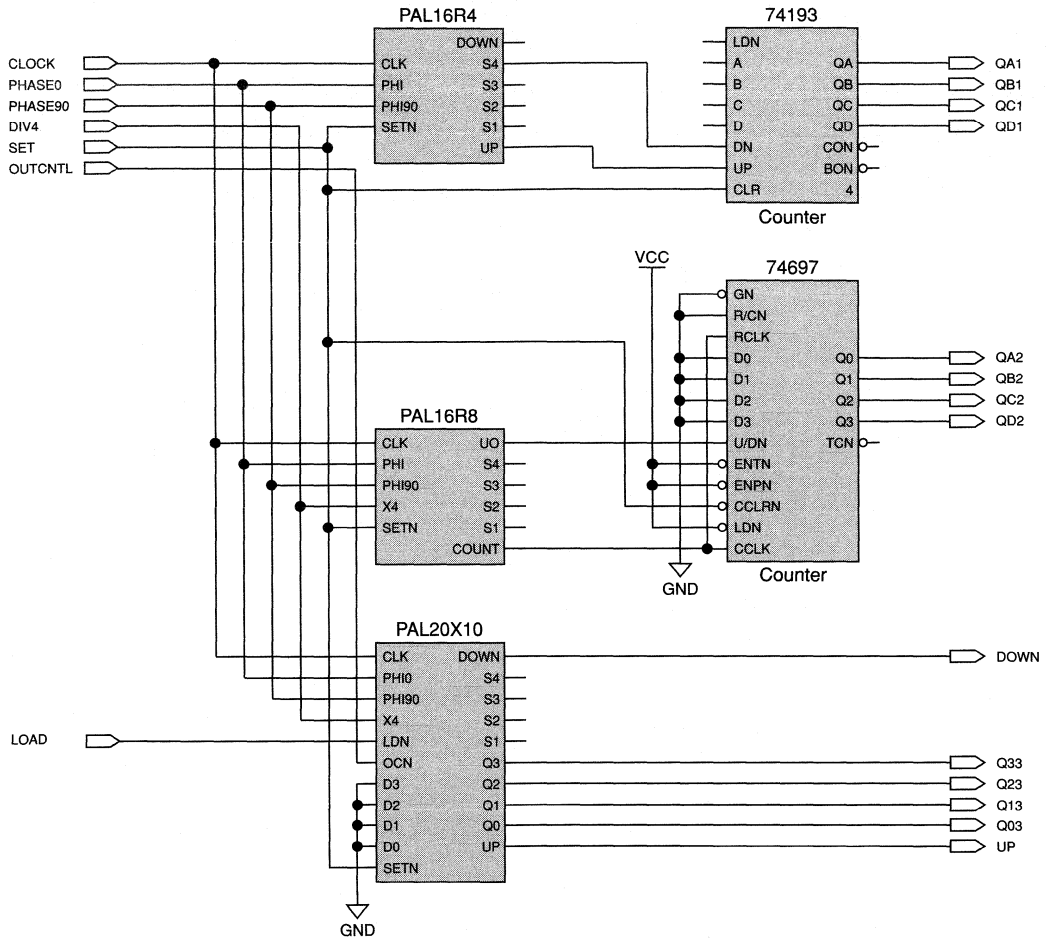 PAL16R4
74193
CLOCK
PHASE0
PHASE90
DIV4
SET
OUTCNTL
DOWN
CLK
S4
PHI
S3
PHI90
S2
SETN
S1
UP
LDN
A
QA
B
QB
C
QC
D
QD
DN
CON
UP
BON
CLR
4
Counter
QA1
QB1
QC1
QD1
VCC
74697
GN
R/CN
RCLK
D0
Q0
D1
Q1
D2
Q2
D3
Q3
U/DN
TCN
ENTN
ENPN
CCLRN
LDN
CCLK
Counter
GND
QA2
QB2
QC2
QD2
PAL16R8
CLK
UO
PHI
S4
PHI90
S3
X4
S2
SETN
S1
COUNT
PAL20X10
CLK
DOWN
PHI0
S4
PHI90
S3
X4
S2
LDN
S1
OCN
Q3
D3
Q2
D2
Q1
D1
Q0
D0
UP
SETN
LOAD
GND
DOWN
Q33
Q23
Q13
Q03
UP